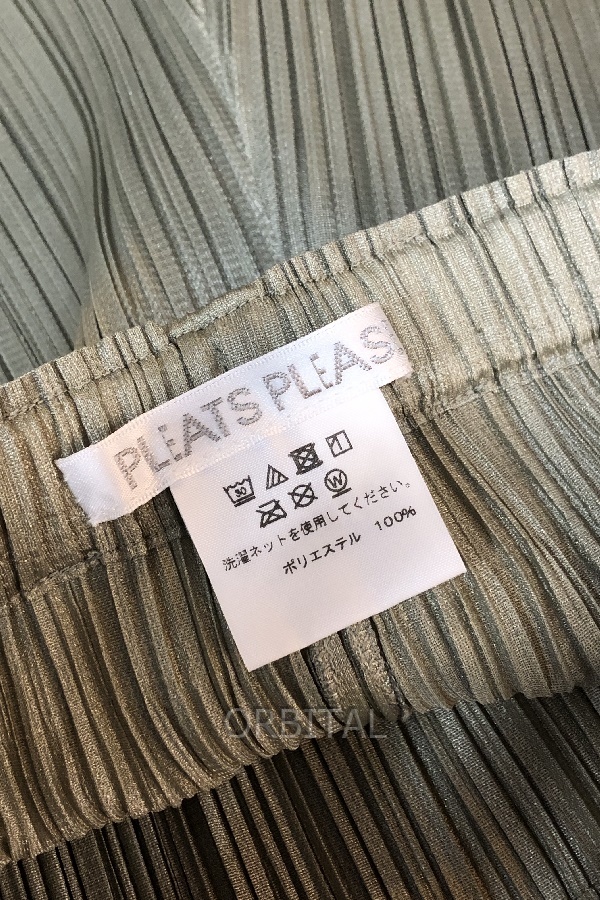 PLEATS PLEAS
30
W
洗濯ネットを使用してください。
ポリエステル 100%
ORBITAL